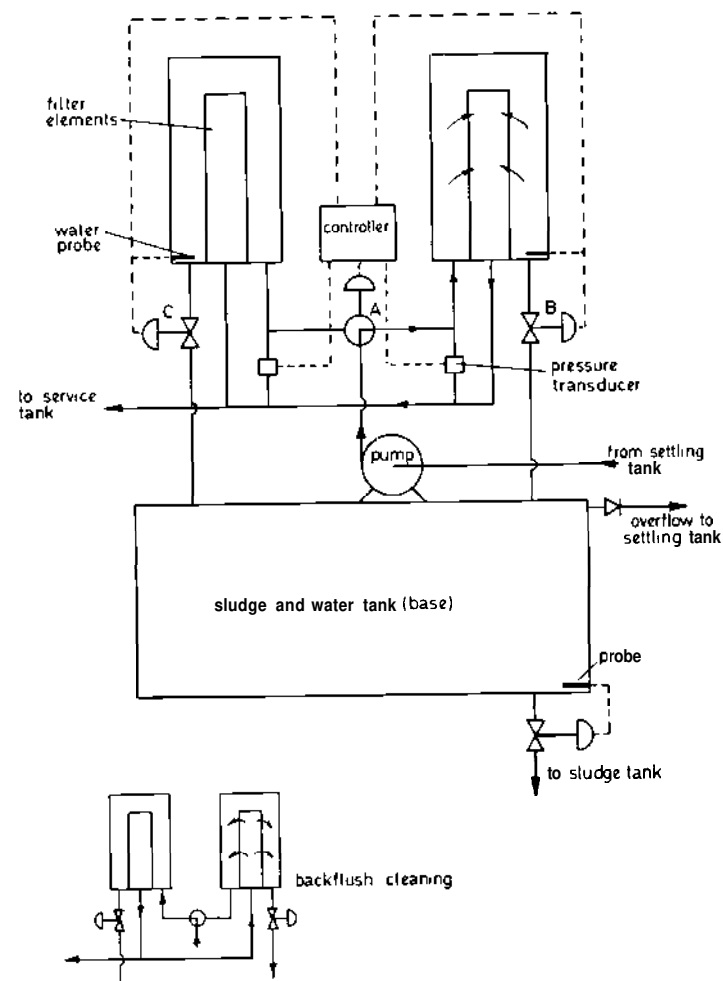 filter
elements
controller
water
probe
C
A
B
pressure
transducer
to service
tank
pump
from settling
tank
overflow to
settling tank
sludge and water tank (base)
probe
to sludge tank
backflush cleaning